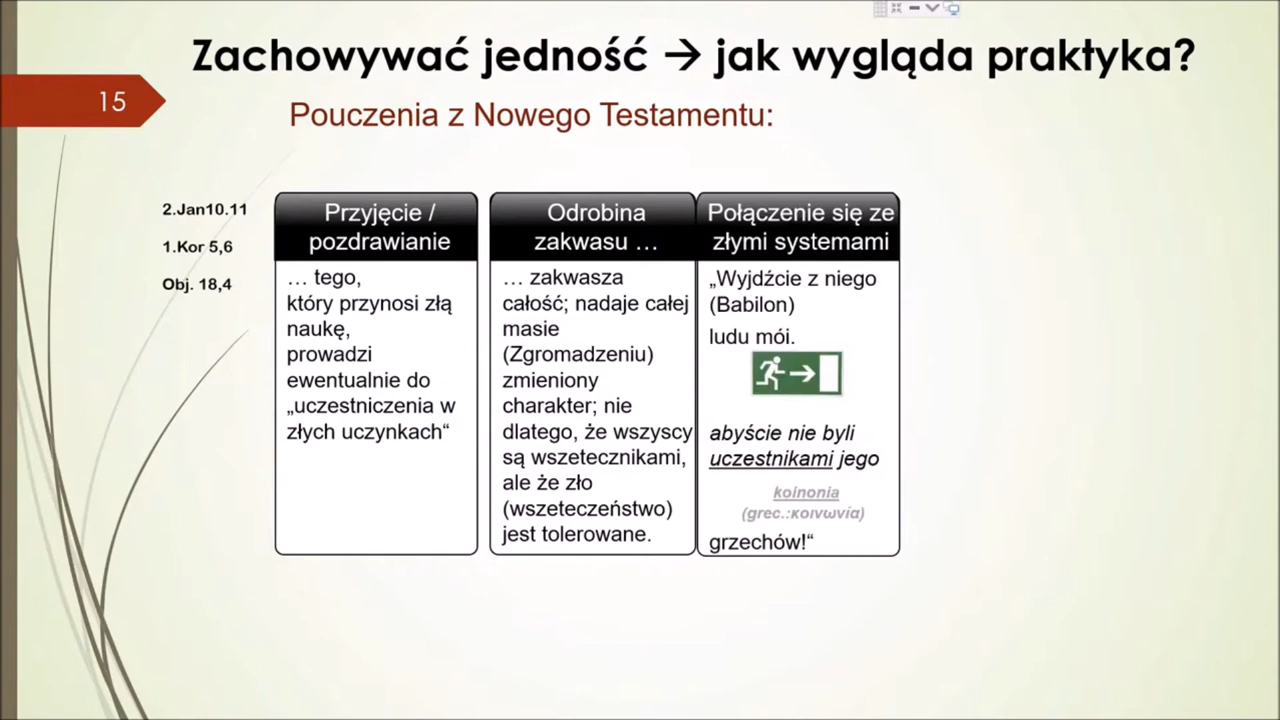 Zachowywać jedność → jak wygląda praktyka?
15
Pouczenia z Nowego Testamentu:
2.Jan10.11
1.Kor 5,6
Obj. 18,4
Przyjęcie /
pozdrawianie
… tego,
który przynosi złą
naukę,
prowadzi
ewentualnie do
„uczestniczenia w
złych uczynkach“
Odrobina
zakwasu …
… zakwasza
całość; nadaje całej
masie
(Zgromadzeniu)
zmieniony
charakter; nie
dlatego, że wszyscy
są wszetecznikami,
ale że zło
(wszeteczeństwo)
jest tolerowane.
Połączenie się ze
złymi systemami
„Wyjdźcie z niego
(Babilon)
ludu mói.
abyście nie byli
uczestnikami jego
koinonia
(grec.:κοινωνία)
grzechów!“